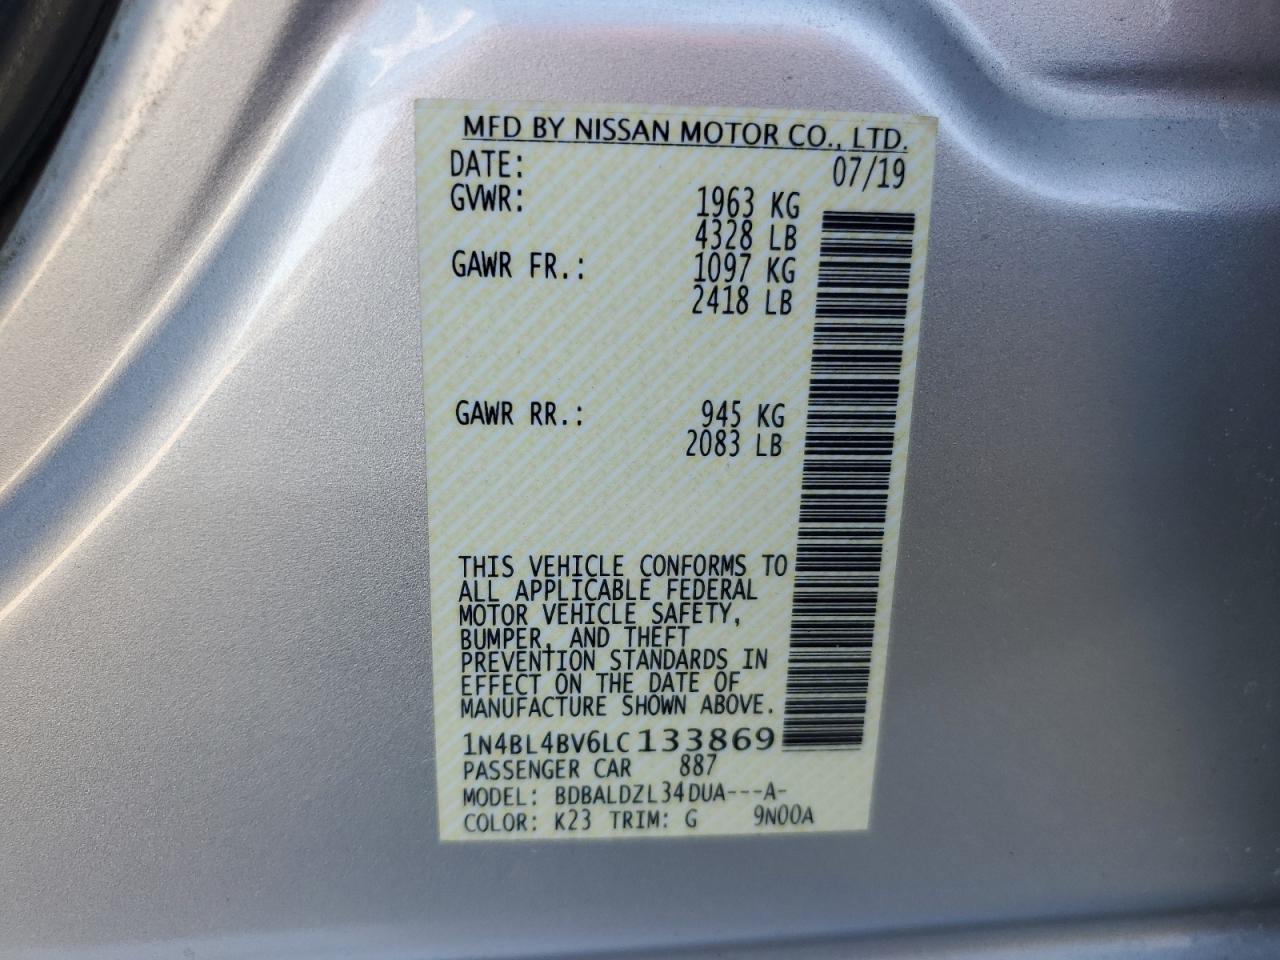 MFD BY NISSAN MOTOR CO., LTD.
DATE: 07/19
GVWR: 1963 KG
4328 LB
GAWR FR.: 1097 KG
2418 LB
GAWR RR.: 945 KG
2083 LB
THIS VEHICLE CONFORMS TO
ALL APPLICABLE FEDERAL
MOTOR VEHICLE SAFETY,
BUMPER, AND THEFT
PREVENTION STANDARDS IN
EFFECT ON THE DATE OF
MANUFACTURE SHOWN ABOVE.
1N4BL4BV6LC133869
PASSENGER CAR 887
MODEL: BDBALDZL34DUA---A-
COLOR: K23 TRIM: G 9N00A